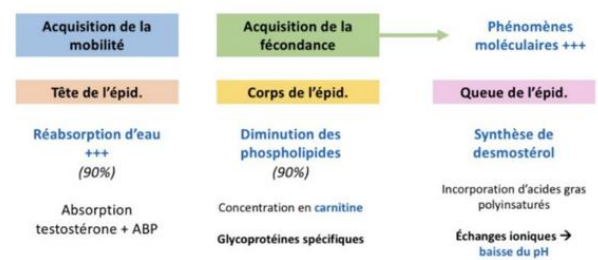 Acquisition de la
mobilité
Acquisition de la
fécondance
Phénomènes
moléculaires +++
Tête de l'épid.
Corps de l'épid.
Queue de l'épid.
Réabsorption d'eau
+++
(90%)
Absorption
testostérone + ABP
Diminution des
phospholipides
(90%)
Concentration en carnitine
Glycoprotéines spécifiques
Synthèse de
desmostérol
Incorporation d'acides gras
polyinsaturés
Échanges ioniques →
baisse du pH